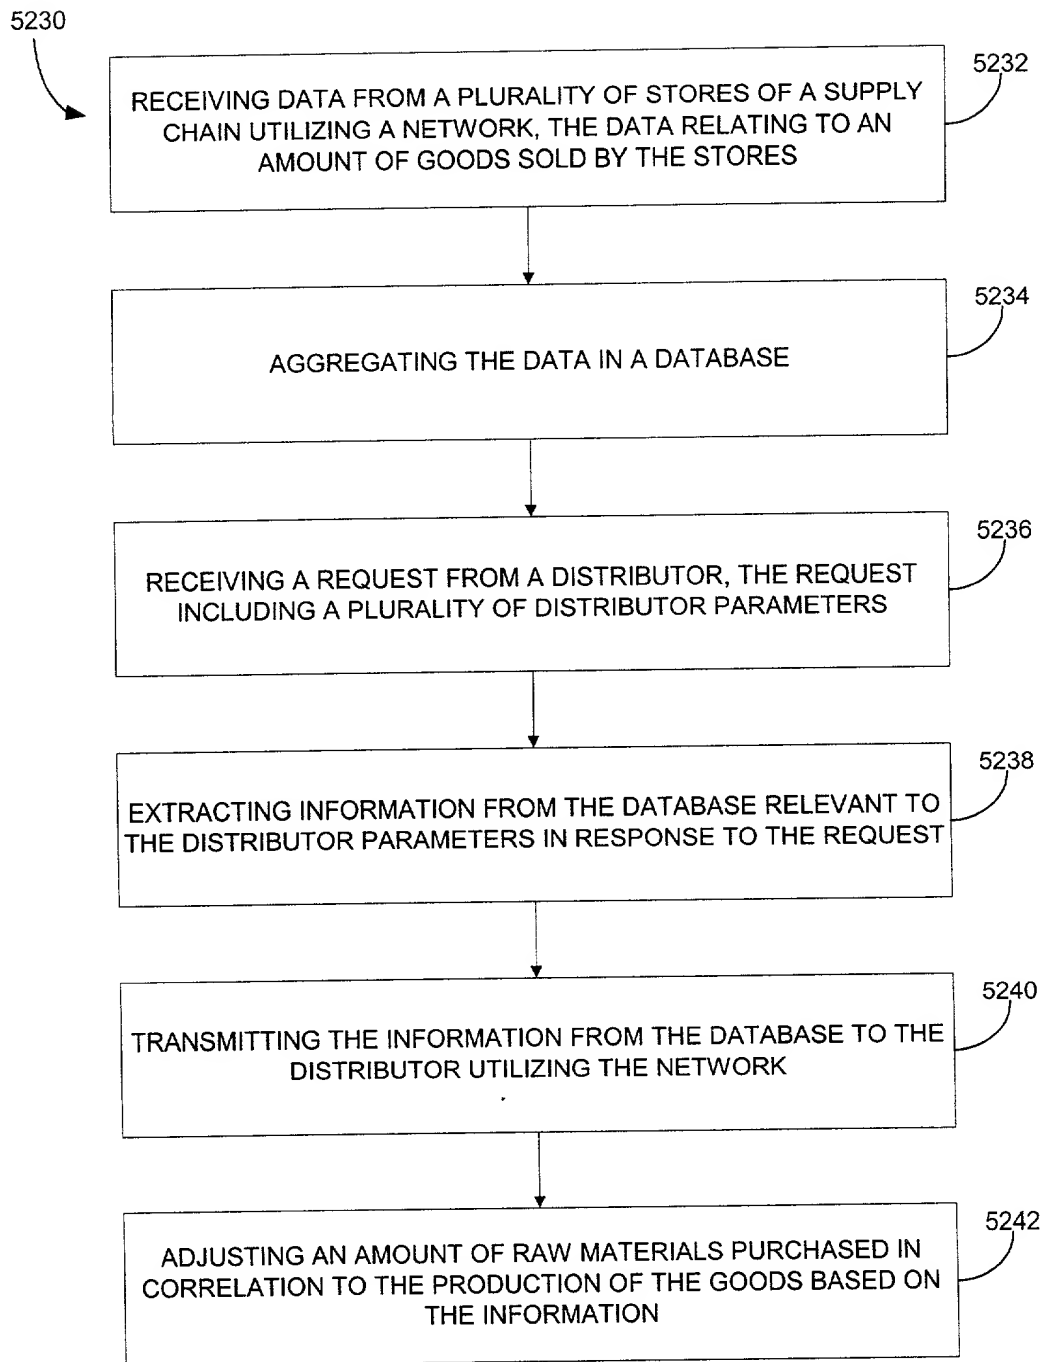 5230
5232
RECEIVING DATA FROM A PLURALITY OF STORES OF A SUPPLY
CHAIN UTILIZING A NETWORK, THE DATA RELATING TO AN
AMOUNT OF GOODS SOLD BY THE STORES
5234
AGGREGATING THE DATA IN A DATABASE
5236
RECEIVING A REQUEST FROM A DISTRIBUTOR, THE REQUEST
INCLUDING A PLURALITY OF DISTRIBUTOR PARAMETERS
5238
EXTRACTING INFORMATION FROM THE DATABASE RELEVANT TO
THE DISTRIBUTOR PARAMETERS IN RESPONSE TO THE REQUEST
5240
TRANSMITTING THE INFORMATION FROM THE DATABASE TO THE
DISTRIBUTOR UTILIZING THE NETWORK
5242
ADJUSTING AN AMOUNT OF RAW MATERIALS PURCHASED IN
CORRELATION TO THE PRODUCTION OF THE GOODS BASED ON
THE INFORMATION